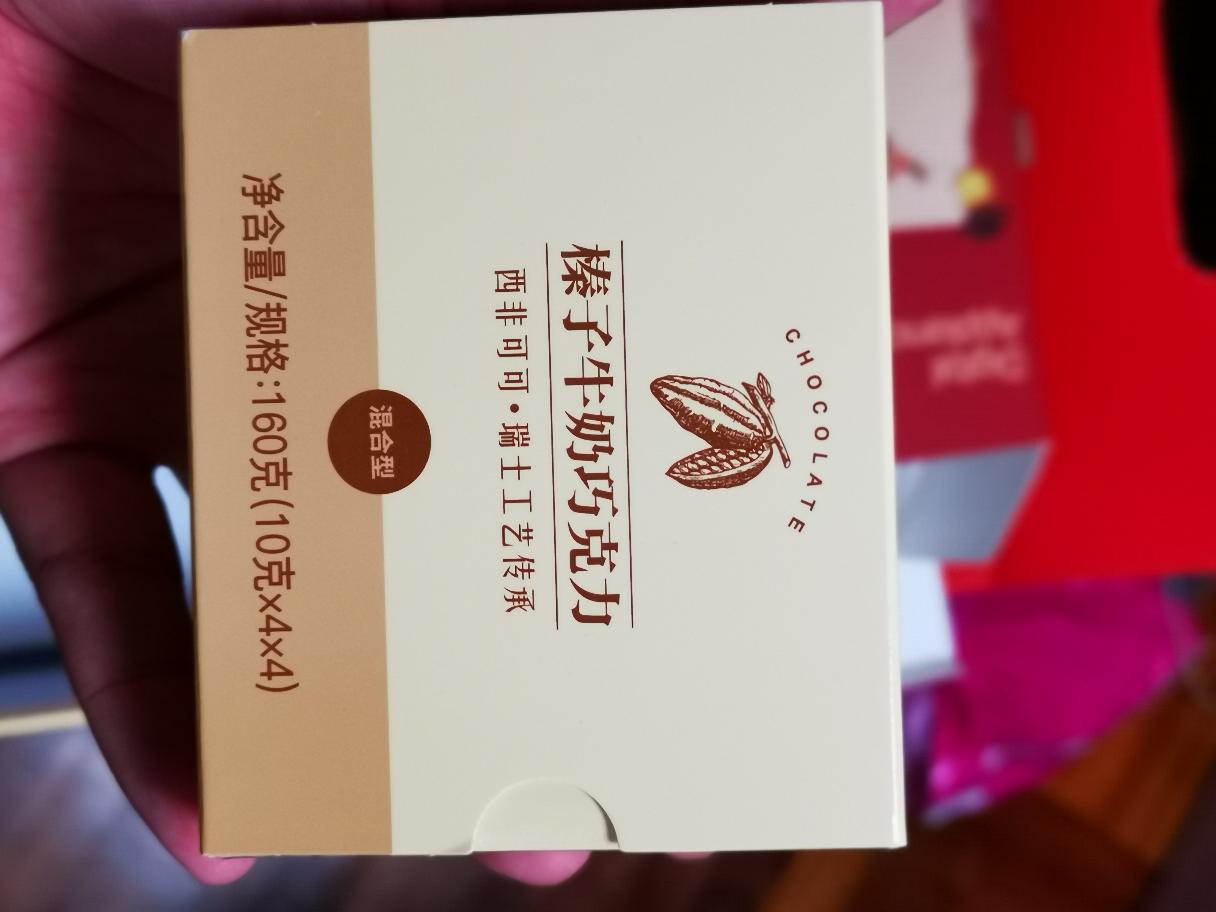 CHOCOLATE
榛子牛奶巧克力
西非可可·瑞士工艺传承
混合型
净含量/规格:160克(10克×4×4)